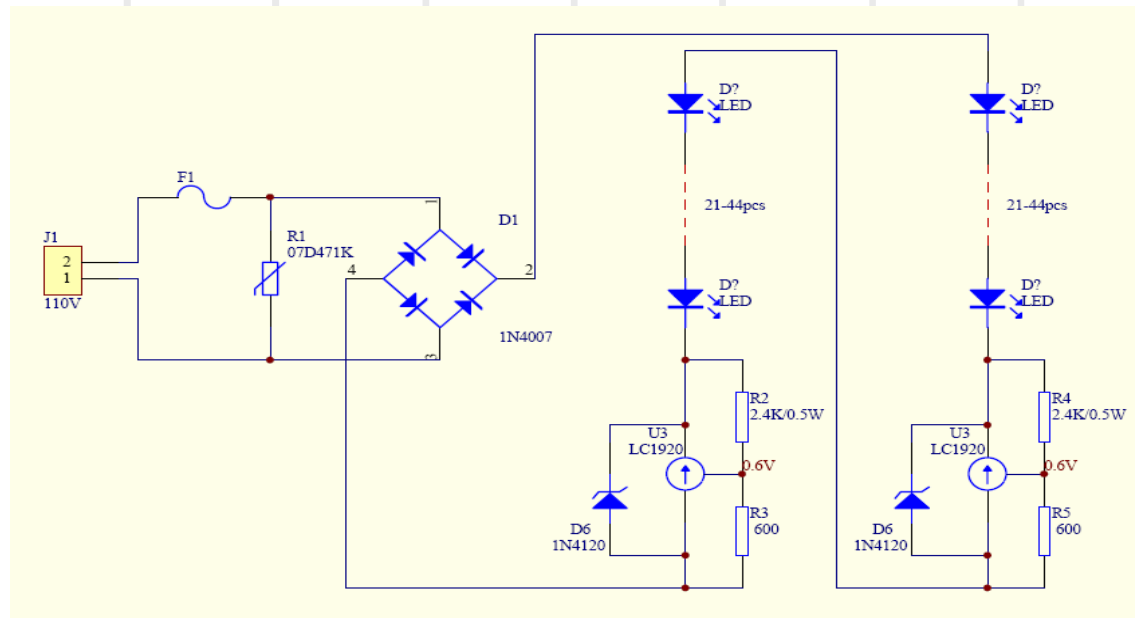 F1
J1
2
1
110V
R1
07D471K
1
2
3
4
D1
1N4007
D?
LED
21-44pcs
D?
LED
R2
2.4K/0.5W
U3
LC1920
0.6V
D6
1N4120
R3
600
D?
LED
21-44pcs
D?
LED
R4
2.4K/0.5W
U3
LC1920
0.6V
D6
1N4120
R5
600